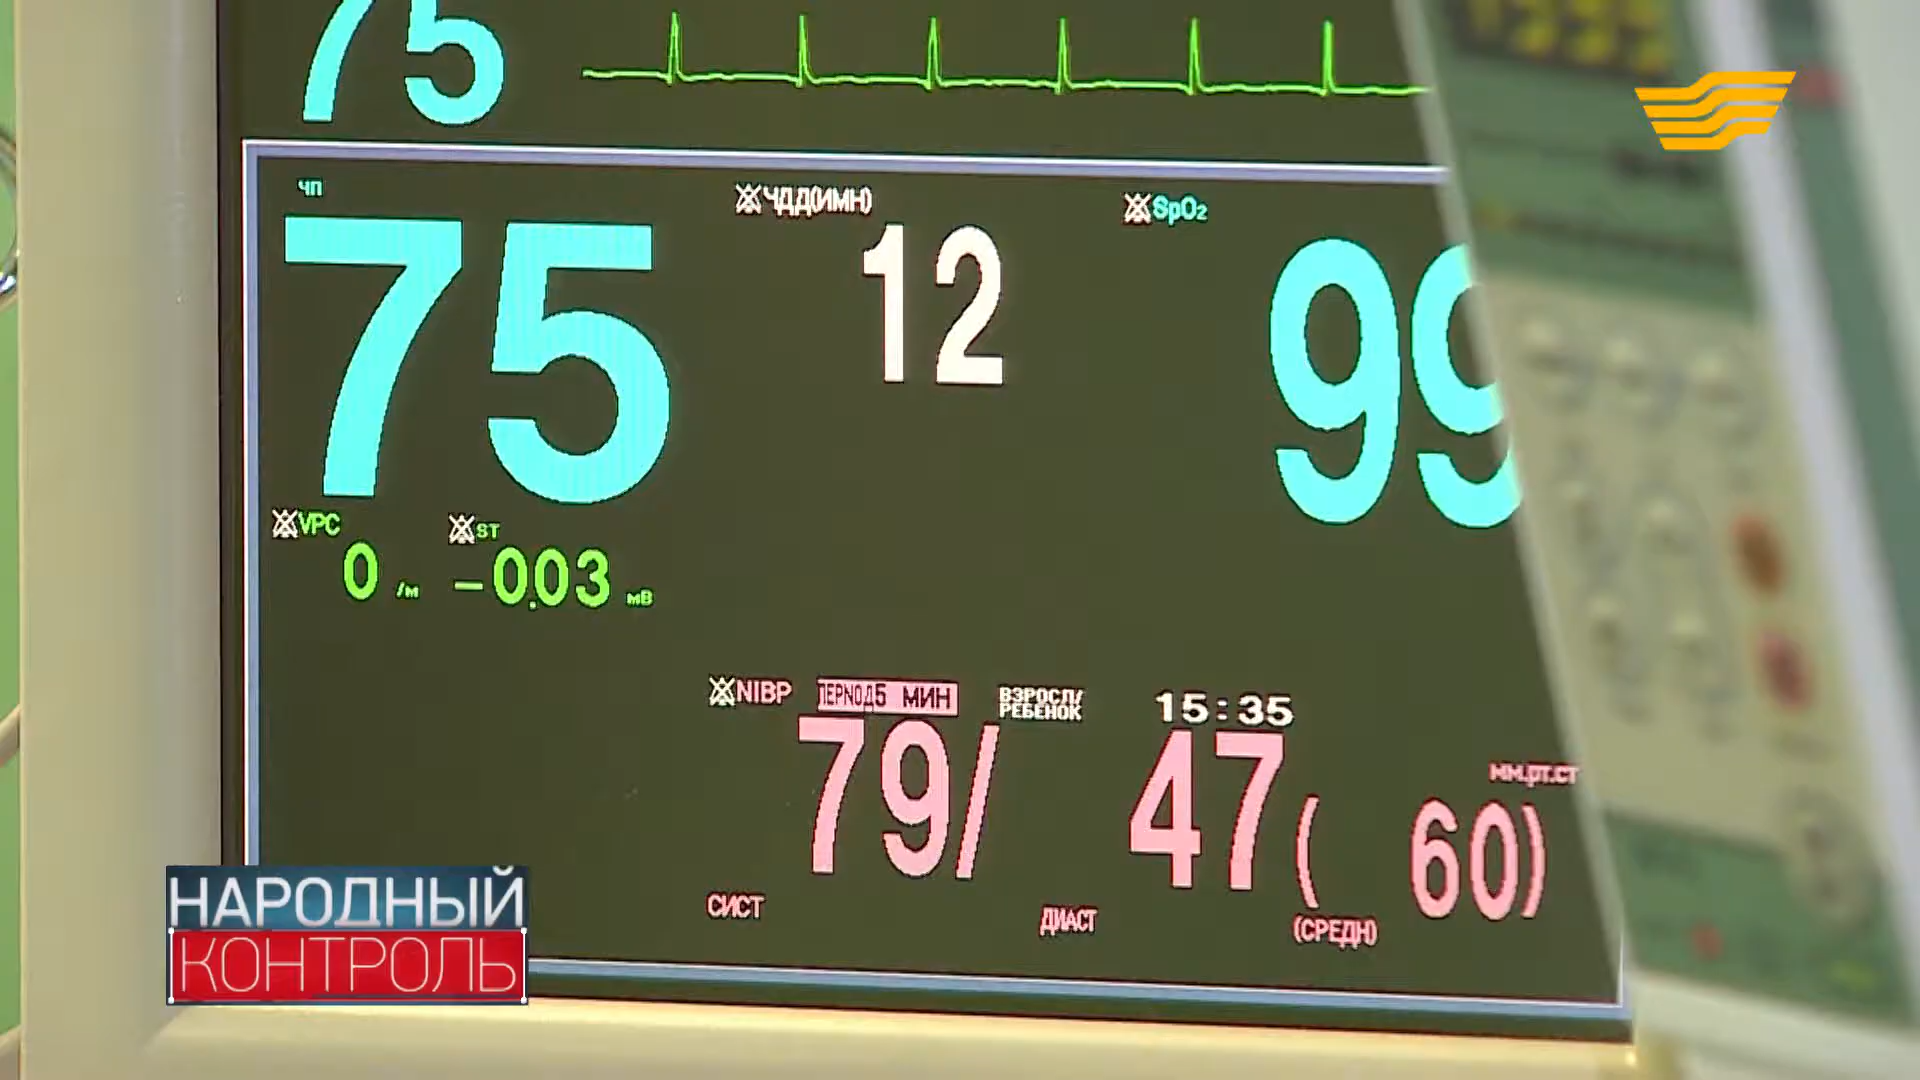 75
ЧП
ЧДД(ИМН)
SpO2
75
12
99
VPC
ST
0 /м
-0.03 мВ
NIBP
ПЕРИОД5 МИН
ВЗРОСЛ/
РЕБЕНОК
15:35
79/
47
мм.рт.ст
(60)
СИСТ
ДИАСТ
(СРЕДН)
НАРОДНЫЙ
КОНТРОЛЬ